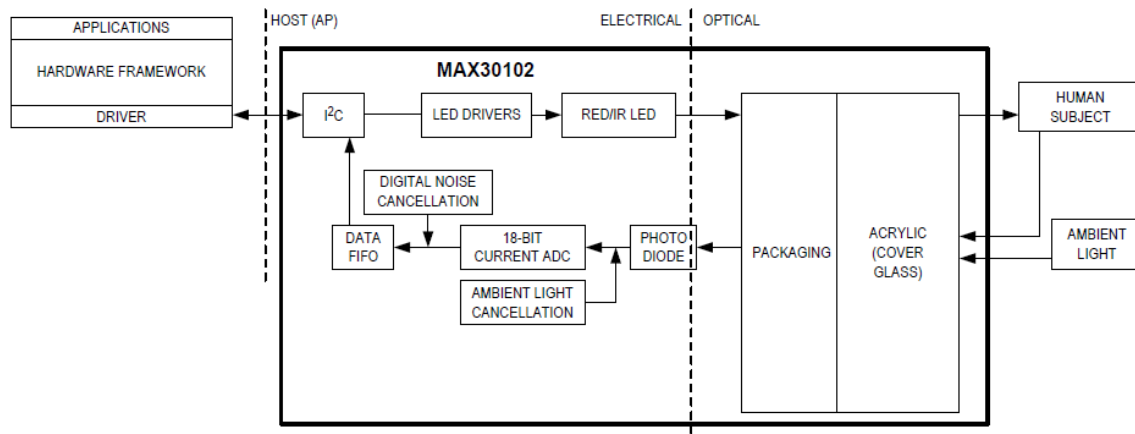 HOST (AP)
ELECTRICAL
OPTICAL
APPLICATIONS
HARDWARE FRAMEWORK
DRIVER
MAX30102
I²C
LED DRIVERS
RED/IR LED
HUMAN
SUBJECT
DIGITAL NOISE
CANCELLATION
DATA
FIFO
18-BIT
CURRENT ADC
PHOTO
DIODE
AMBIENT LIGHT
CANCELLATION
PACKAGING
ACRYLIC
(COVER
GLASS)
AMBIENT
LIGHT